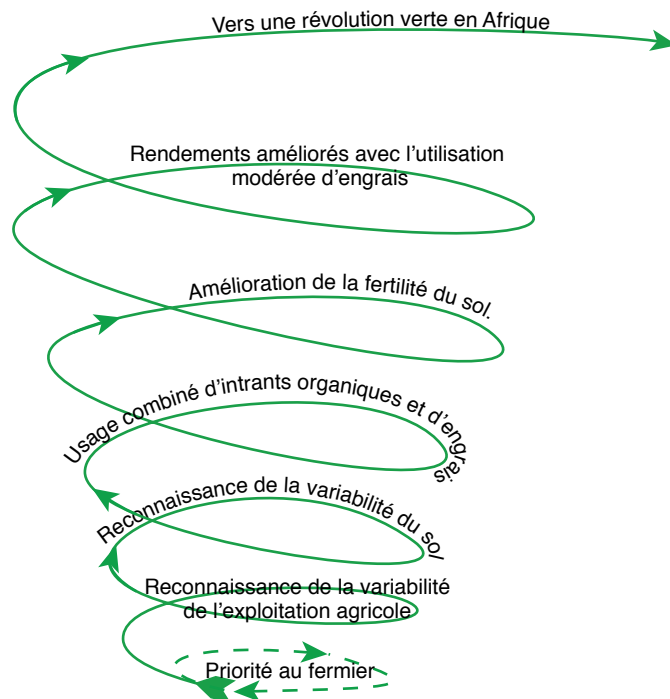 Vers une révolution verte en Afrique
Rendements améliorés avec l'utilisation
modérée d'engrais
Amélioration de la fertilité du sol.
Usage combiné d'intrants organiques et d'engrais
Reconnaissance de la variabilité du sol
Reconnaissance de la variabilité
de l'exploitation agricole
Priorité au fermier